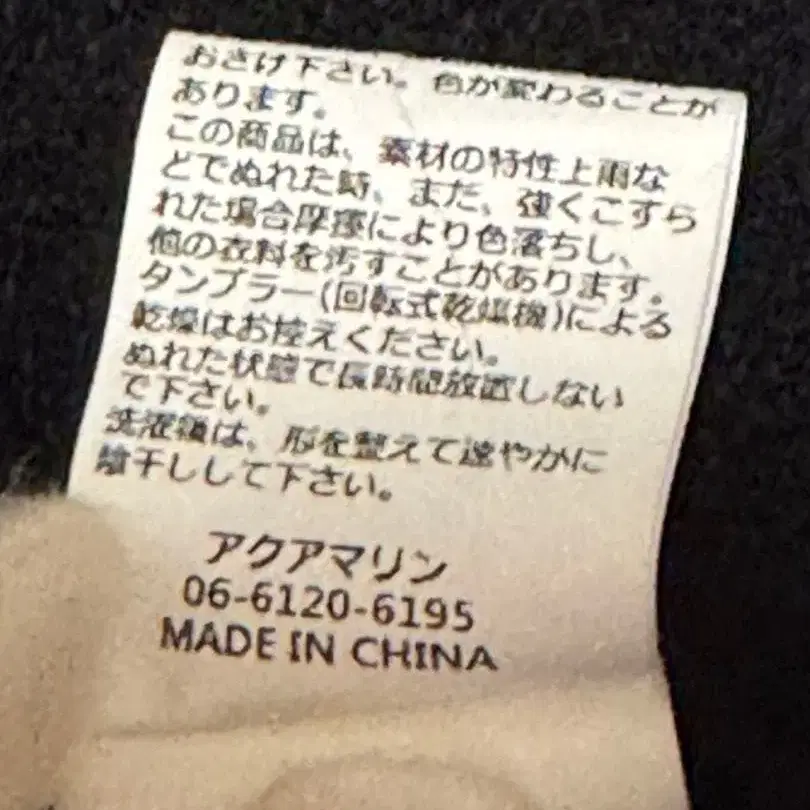 おさけ下さい。色が変わることが
あります。
この商品は、素材の特性上雨な
どでぬれた時、また、強くこすら
れた場合摩擦により色落ちし、
他の衣料を汚すことがあります。
タンブラー(回転式乾燥機)による
乾燥はお控えください。
ぬれた状態で長時間放置しない
で下さい。
洗濯後は、形を整えて速やかに
陰干しして下さい。
アクアマリン
06-6120-6195
MADE IN CHINA